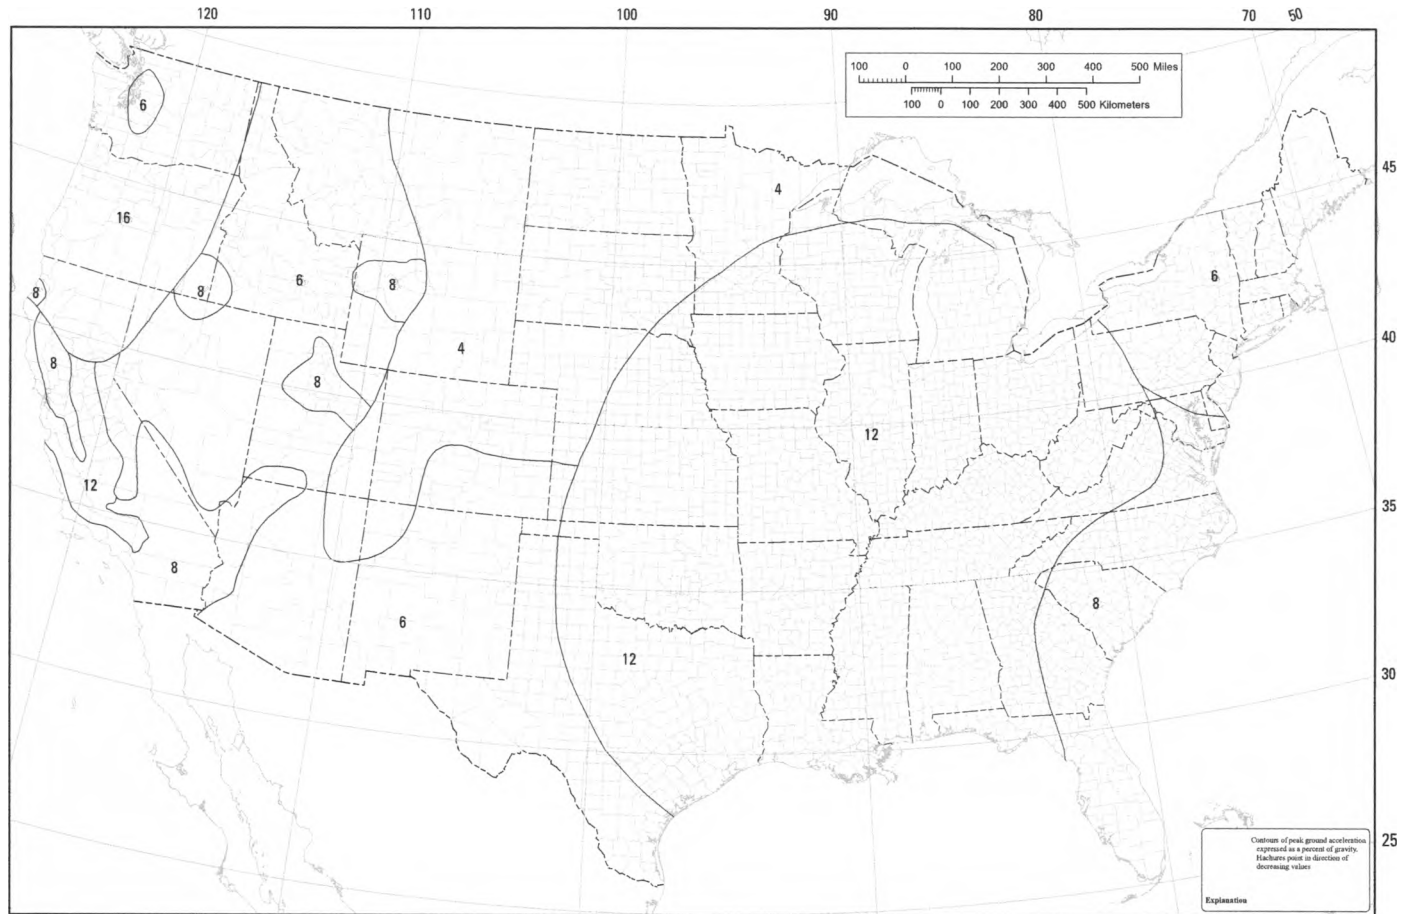 120 110 100 90 80 70 50
100 0 100 200 300 400 500 Miles
100 0 100 200 300 400 500 Kilometers
6
45
4
16
6
8
6
8
8
40
4
8
8
12
35
12
8
8
6
12
30
25
Contours of peak ground acceleration
expressed as a percent of gravity.
Hachures point in direction of
decreasing values
Explanation